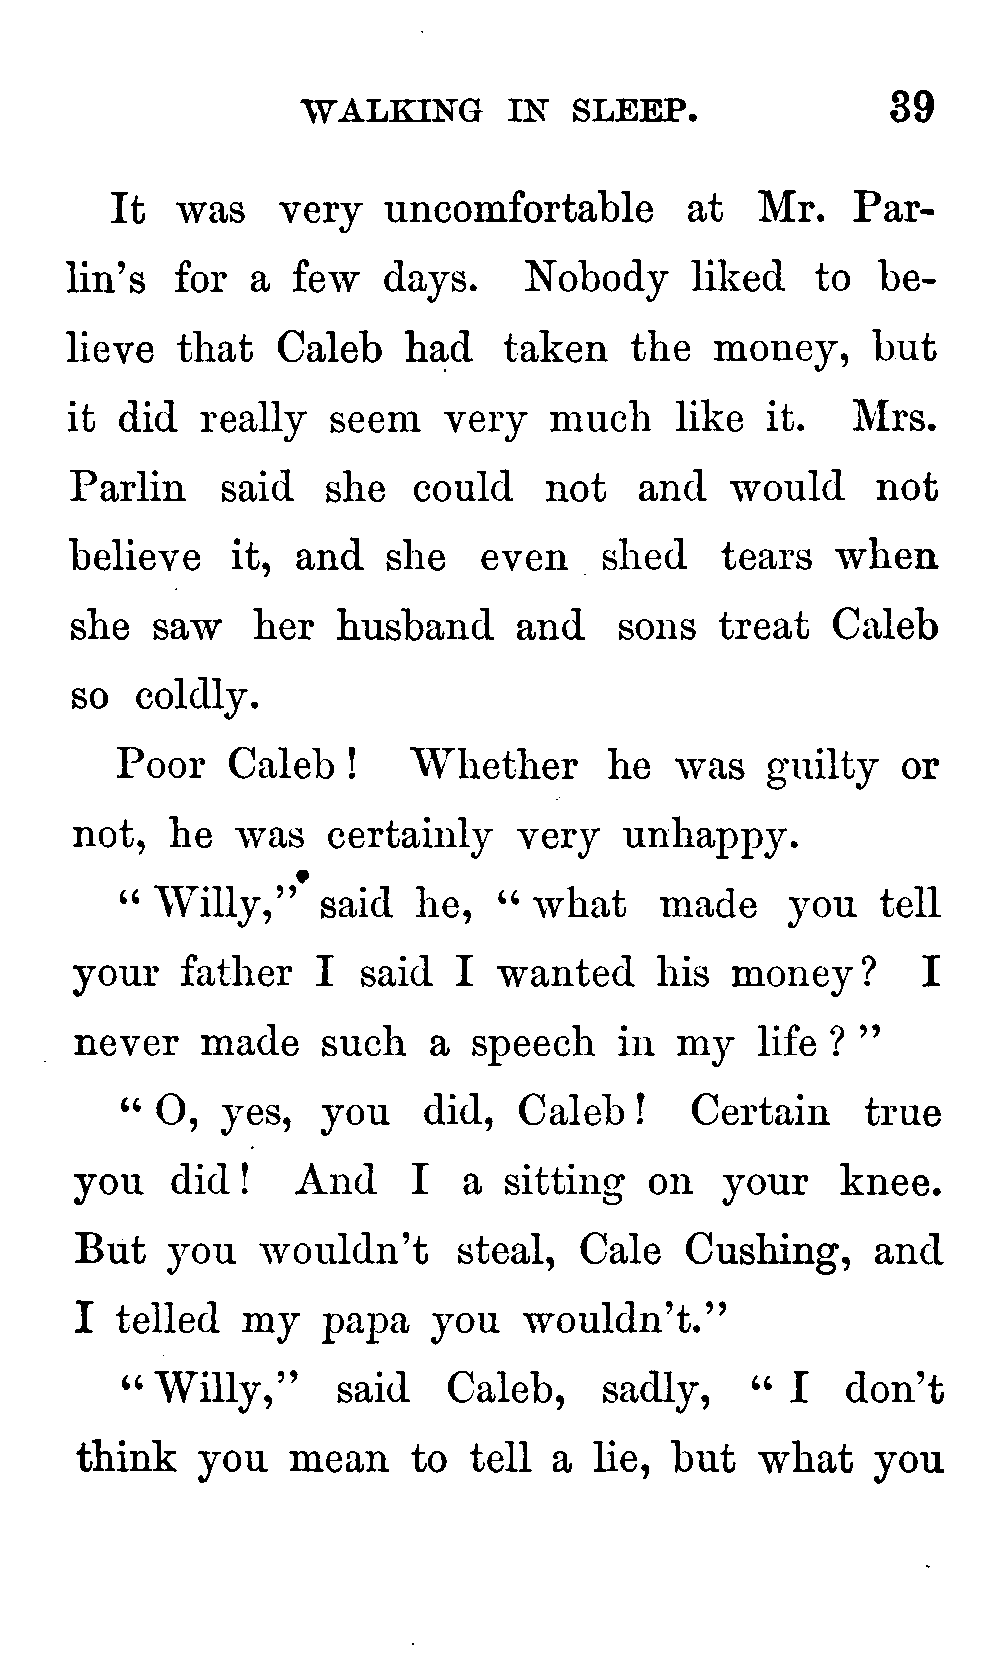 WALKING IN SLEEP. 39
It was very uncomfortable at Mr. Par-
lin's for a few days. Nobody liked to be-
lieve that Caleb had taken the money, but
it did really seem very much like it. Mrs.
Parlin said she could not and would not
believe it, and she even shed tears when
she saw her husband and sons treat Caleb
so coldly.
Poor Caleb! Whether he was guilty or
not, he was certainly very unhappy.
"Willy," said he, "what made you tell
your father I said I wanted his money? I
never made such a speech in my life?"
"O, yes, you did, Caleb! Certain true
you did! And I a sitting on your knee.
But you wouldn't steal, Cale Cushing, and
I telled my papa you wouldn't."
"Willy," said Caleb, sadly, "I don't
think you mean to tell a lie, but what you